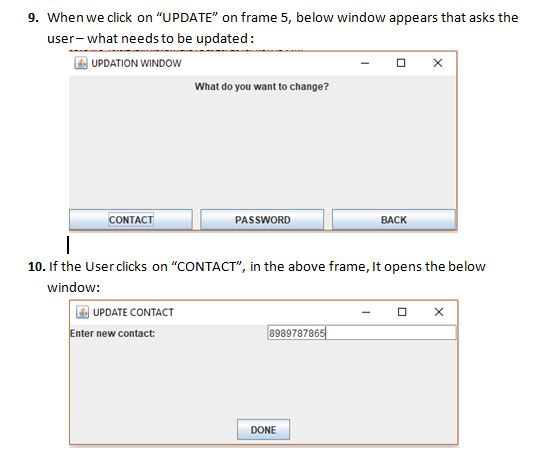 9. When we click on “UPDATE” on frame 5, below window appears that asks the
user – what needs to be updated :
UPDATION WINDOW
What do you want to change?
CONTACT PASSWORD BACK
10. If the User clicks on “CONTACT”, in the above frame, It opens the below
window:
UPDATE CONTACT
Enter new contact: 8989787865
DONE